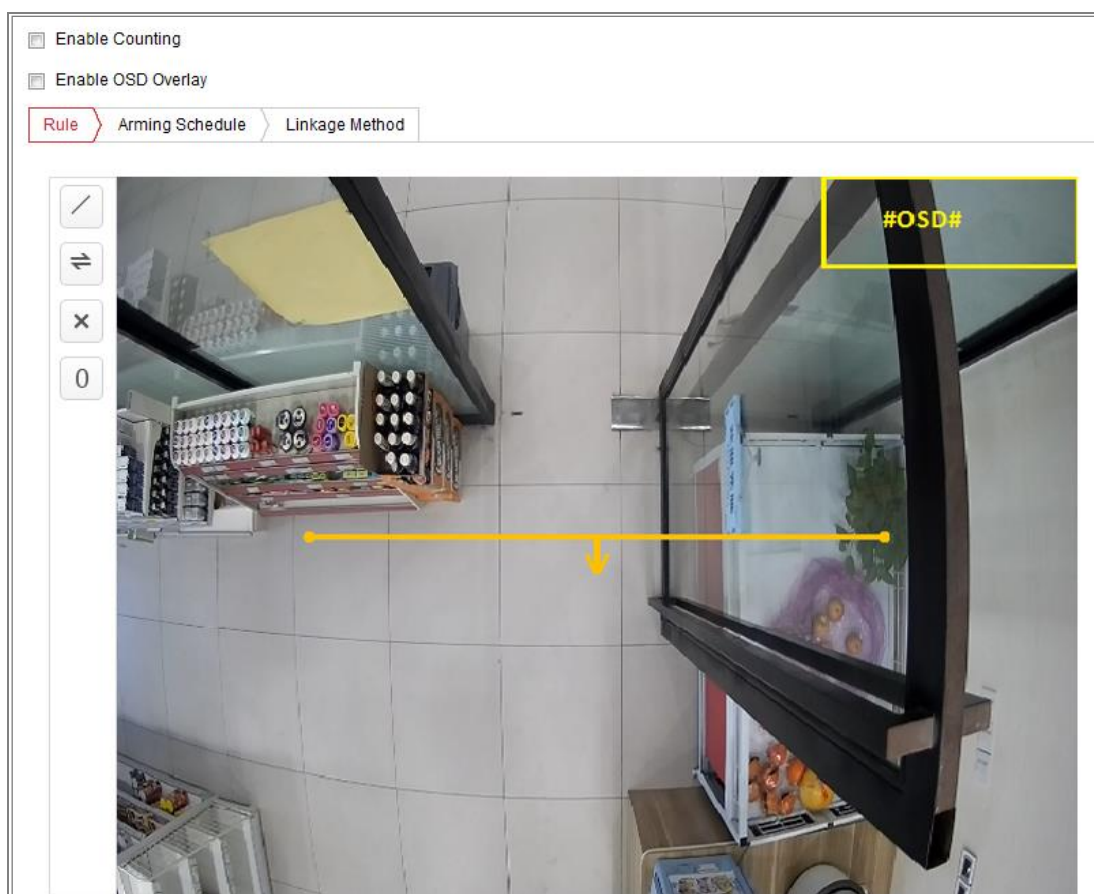 Enable Counting
Enable OSD Overlay
Rule
Arming Schedule
Linkage Method
#OSD#
0